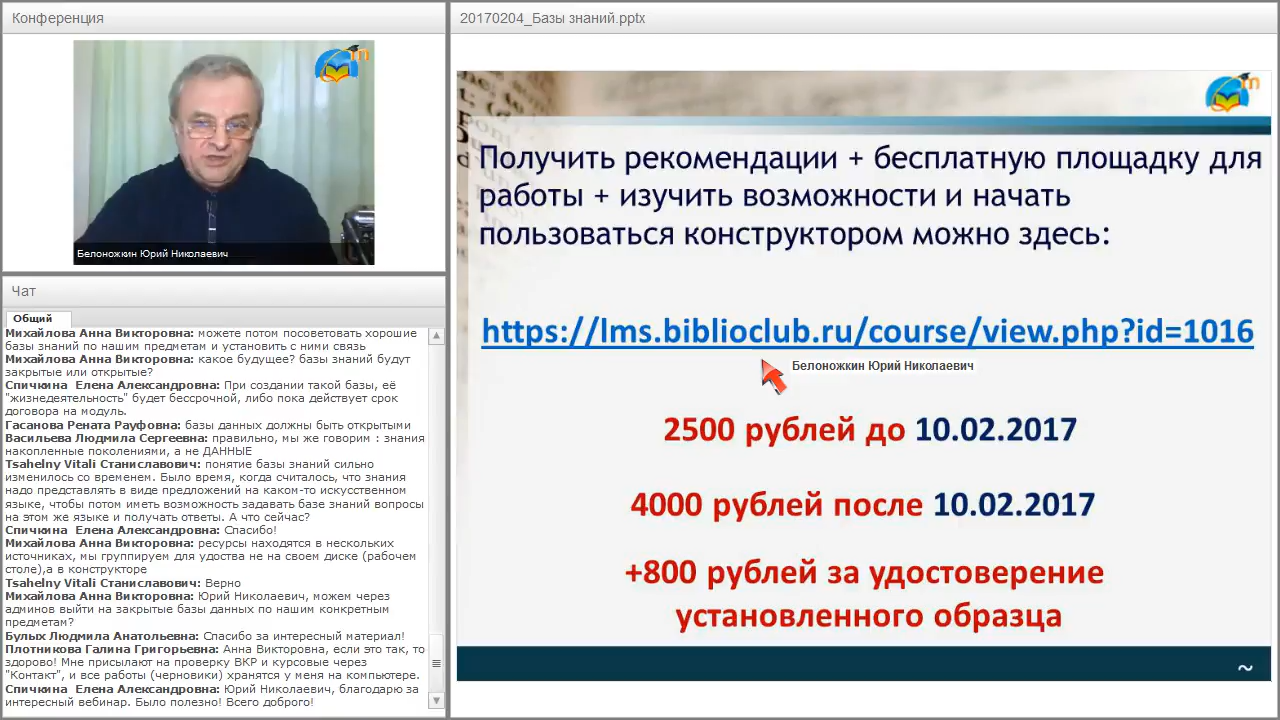 Конференция
Белоножкин Юрий Николаевич
Чат
Общий
Михайлова Анна Викторовна: можете потом посоветовать хорошие
базы знаний по нашим предметам и установить с ними связь
Михайлова Анна Викторовна: какое будущее? базы знаний будут
закрытые или открытые?
Спичкина Елена Александровна: При создании такой базы, её
"жизнедеятельность" будет бессрочной, либо пока действует срок
договора на модуль.
Гасанова Рената Рауфовна: базы данных должны быть открытыми
Васильева Людмила Сергеевна: правильно, мы же говорим : знания
накопленные поколениями, а не ДАННЫЕ
Tsahelny Vitali Станиславович: понятие базы знаний сильно
изменилось со временем. Было время, когда считалось, что знания
надо представлять в виде предложений на каком-то искусственном
языке, чтобы потом иметь возможность задавать базе знаний вопросы
на этом же языке и получать ответы. А что сейчас?
Спичкина Елена Александровна: Спасибо!
Михайлова Анна Викторовна: ресурсы находятся в нескольких
источниках, мы группируем для удоства не на своем диске (рабочем
столе),а в конструкторе
Tsahelny Vitali Станиславович: Верно
Михайлова Анна Викторовна: Юрий Николаевич, можем через
админов выйти на закрытые базы данных по нашим конкретным
предметам?
Булых Людмила Анатольевна: Спасибо за интересный материал!
Плотникова Галина Григорьевна: Анна Викторовна, если это так, то
здорово! Мне присылают на проверку ВКР и курсовые через
"Контакт", и все работы (черновики) хранятся у меня на компьютере.
Спичкина Елена Александровна: Юрий Николаевич, благодарю за
интересный вебинар. Было полезно! Всего доброго!
20170204_Базы знаний.pptx
Получить рекомендации + бесплатную площадку для
работы + изучить возможности и начать
пользоваться конструктором можно здесь:
https://lms.biblioclub.ru/course/view.php?id=1016
Белоножкин Юрий Николаевич
2500 рублей до 10.02.2017
4000 рублей после 10.02.2017
+800 рублей за удостоверение
установленного образца
~